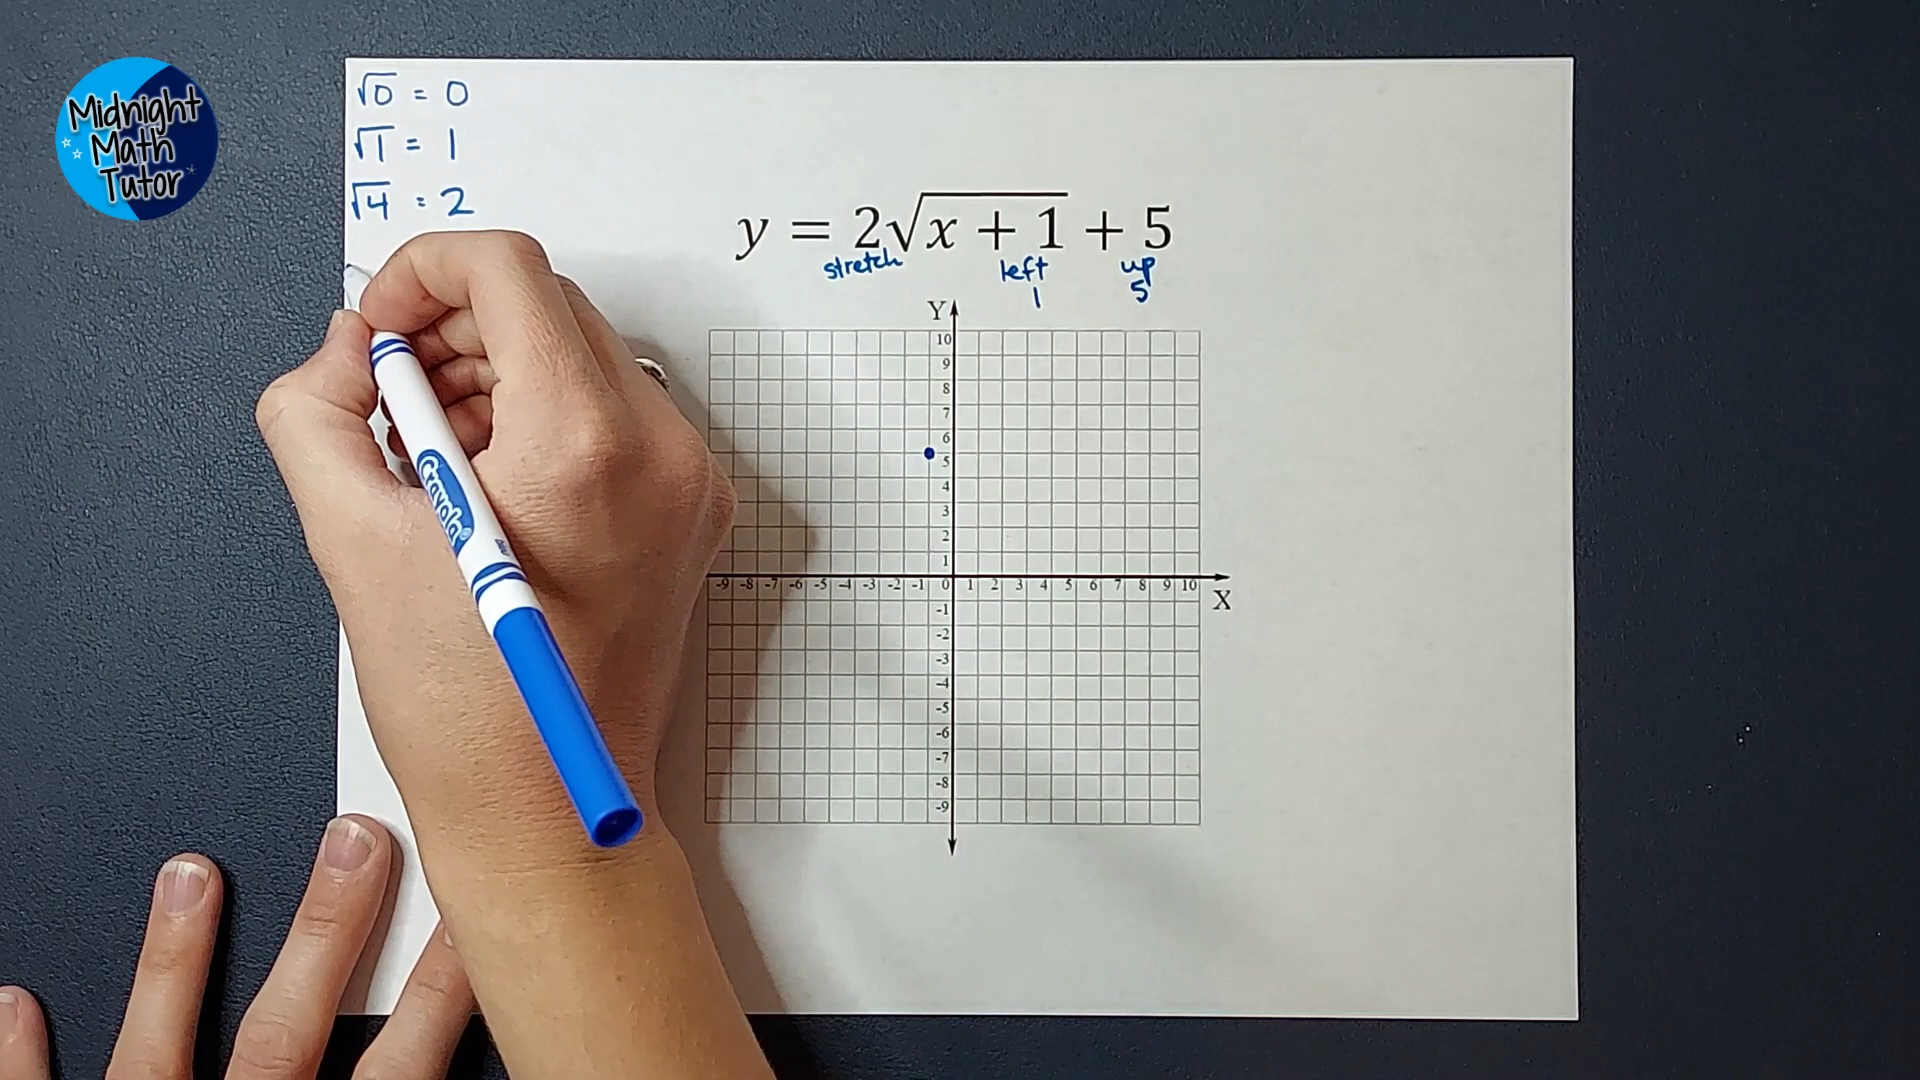 Midnight
Math
Tutor
√0 = 0
√1 = 1
√4 = 2
y = 2√x + 1 + 5
stretch left up
1 5
Y
10
9
8
7
6
5
4
3
2
1
-9 -8 -7 -6 -5 -4 -3 -2 -1 0 1 2 3 4 5 6 7 8 9 10
X
-1
-2
-3
-4
-5
-6
-7
-8
-9
Crayola